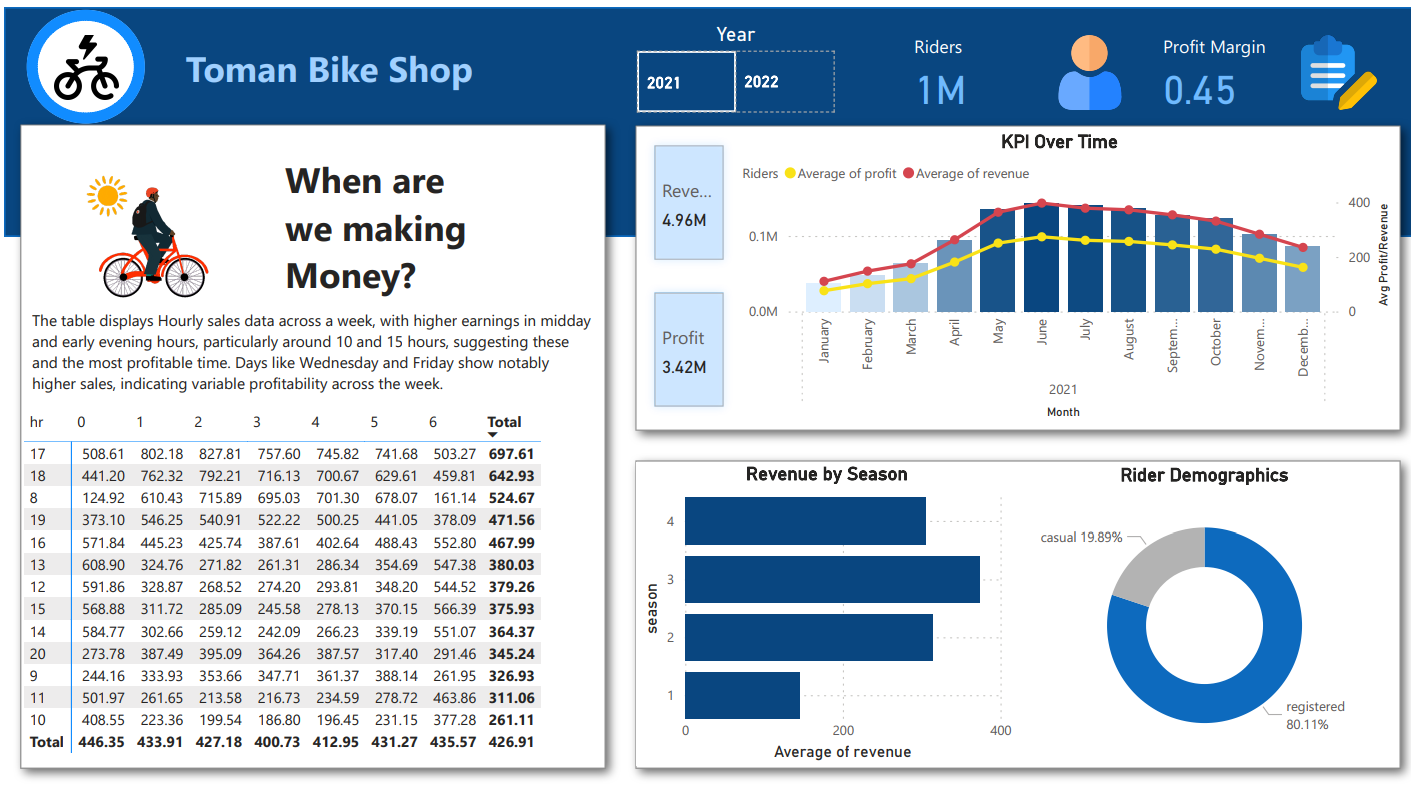 Toman Bike Shop
Year
2021
2022
Riders
1M
Profit Margin
0.45
When are
we making
Money?
The table displays Hourly sales data across a week, with higher earnings in midday
and early evening hours, particularly around 10 and 15 hours, suggesting these
and the most profitable time. Days like Wednesday and Friday show notably
higher sales, indicating variable profitability across the week.
hr 0 1 2 3 4 5 6 Total
17 508.61 802.18 827.81 757.60 745.82 741.68 503.27 697.61
18 441.20 762.32 792.21 716.13 700.67 629.61 459.81 642.93
8 124.92 610.43 715.89 695.03 701.30 678.07 161.14 524.67
19 373.10 546.25 540.91 522.22 500.25 441.05 378.09 471.56
16 571.84 445.23 425.74 387.61 402.64 488.43 552.80 467.99
13 608.90 324.76 271.82 261.31 286.34 354.69 547.38 380.03
12 591.86 328.87 268.52 274.20 293.81 348.20 544.52 379.26
15 568.88 311.72 285.09 245.58 278.13 370.15 566.39 375.93
14 584.77 302.66 259.12 242.09 266.23 339.19 551.07 364.37
20 273.78 387.49 395.09 364.26 387.57 317.40 291.46 345.24
9 244.16 333.93 353.66 347.71 361.37 388.14 261.95 326.93
11 501.97 261.65 213.58 216.73 234.59 278.72 463.86 311.06
10 408.55 223.36 199.54 186.80 196.45 231.15 377.28 261.11
Total 446.35 433.91 427.18 400.73 412.95 431.27 435.57 426.91
Reve...
4.96M
Profit
3.42M
KPI Over Time
Riders Average of profit Average of revenue
0.1M
0.0M
400
200
0
Avg Profit/Revenue
January
February
March
April
May
June
July
August
Septem...
October
Novem...
Decemb...
2021
Month
Revenue by Season
season
4
3
2
1
0 200 400
Average of revenue
Rider Demographics
casual 19.89%
registered
80.11%